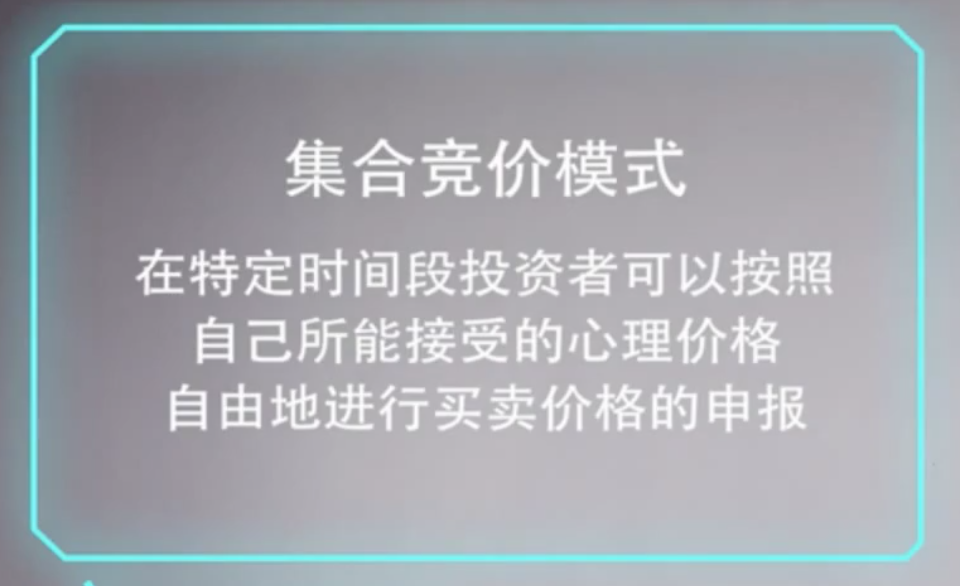 集合竞价模式
在特定时间段投资者可以按照
自己所能接受的心理价格
自由地进行买卖价格的申报